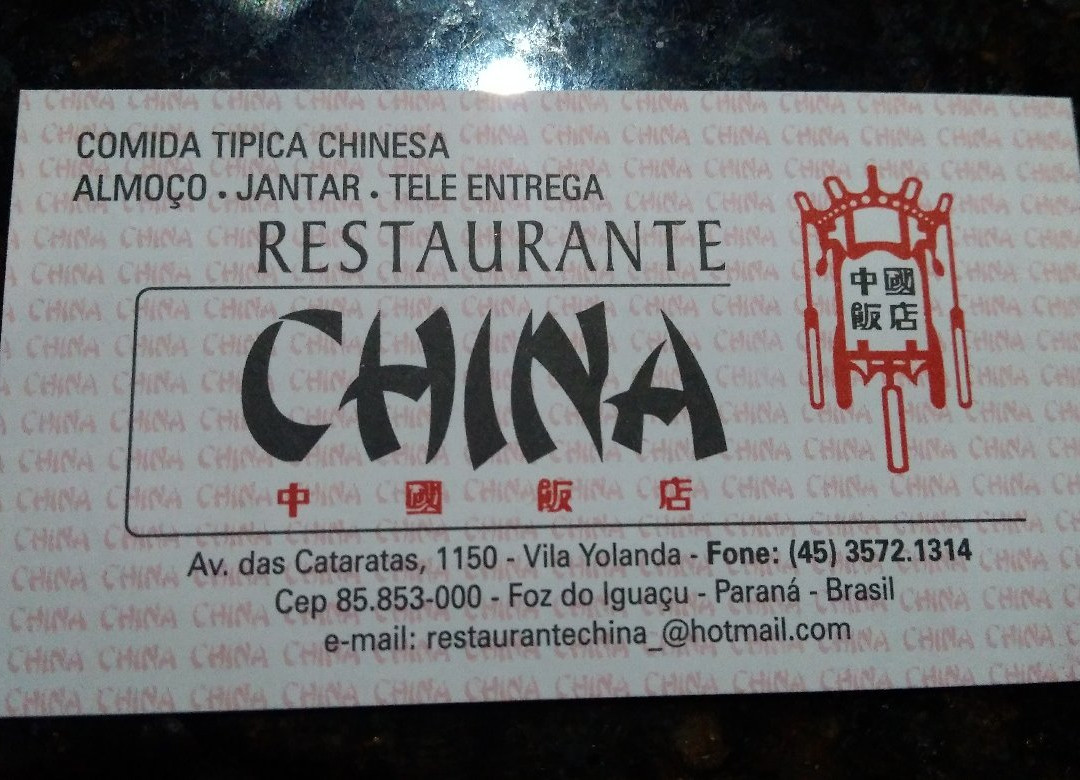 COMIDA TIPICA CHINESA
ALMOÇO • JANTAR • TELE ENTREGA
RESTAURANTE
CHINA
中國飯店
中國
飯店
Av. das Cataratas, 1150 - Vila Yolanda - Fone: (45) 3572.1314
Cep 85.853-000 - Foz do Iguaçu - Paraná - Brasil
e-mail: restaurantechina_@hotmail.com